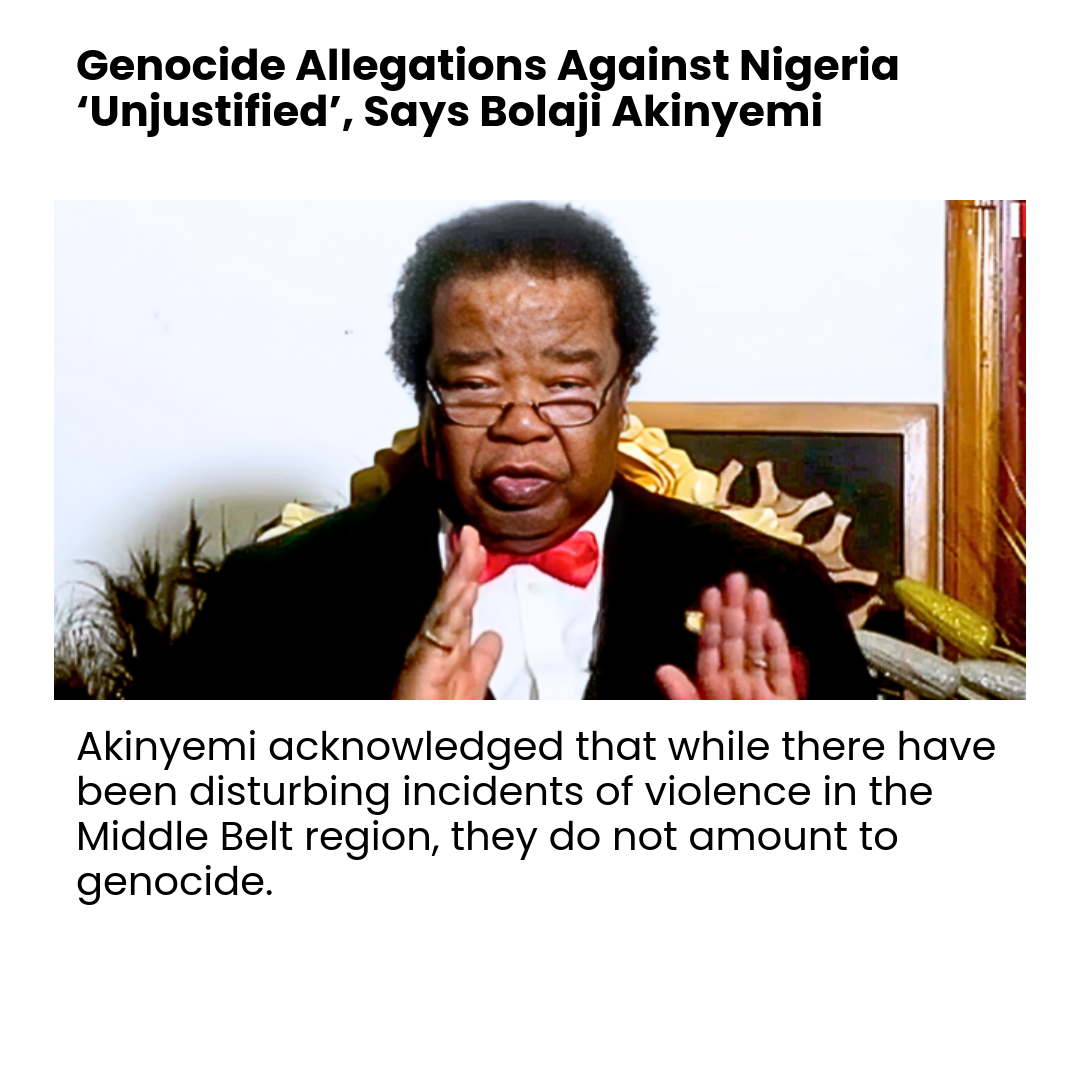 Genocide Allegations Against Nigeria
‘Unjustified’, Says Bolaji Akinyemi
Akinyemi acknowledged that while there have
been disturbing incidents of violence in the
Middle Belt region, they do not amount to
genocide.